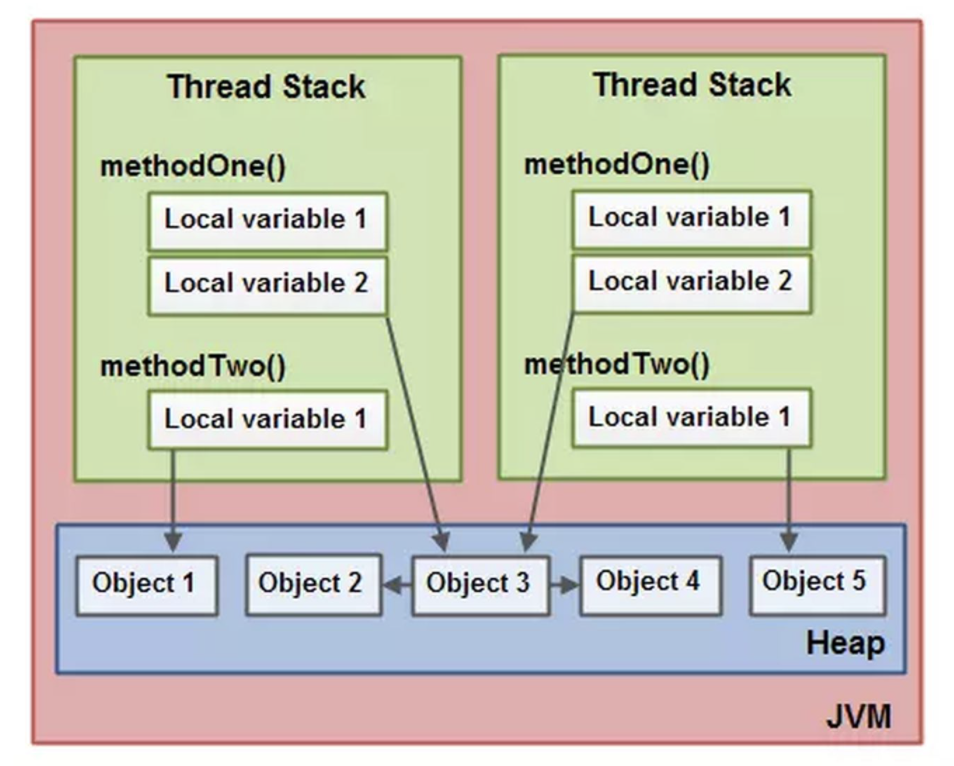 Thread Stack
methodOne()
Local variable 1
Local variable 2
methodTwo()
Local variable 1
Thread Stack
methodOne()
Local variable 1
Local variable 2
methodTwo()
Local variable 1
Object 1
Object 2
Object 3
Object 4
Object 5
Heap
JVM